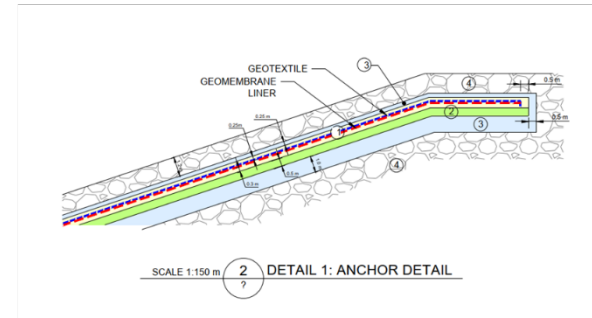 GEOTEXTILE
GEOMEMBRANE
LINER
3
4
0.5 m
0.25 m
0.25m
1
2
3
0.5 m
0.5 m
0.5 m
4
SCALE 1:150 m
2
?
DETAIL 1: ANCHOR DETAIL